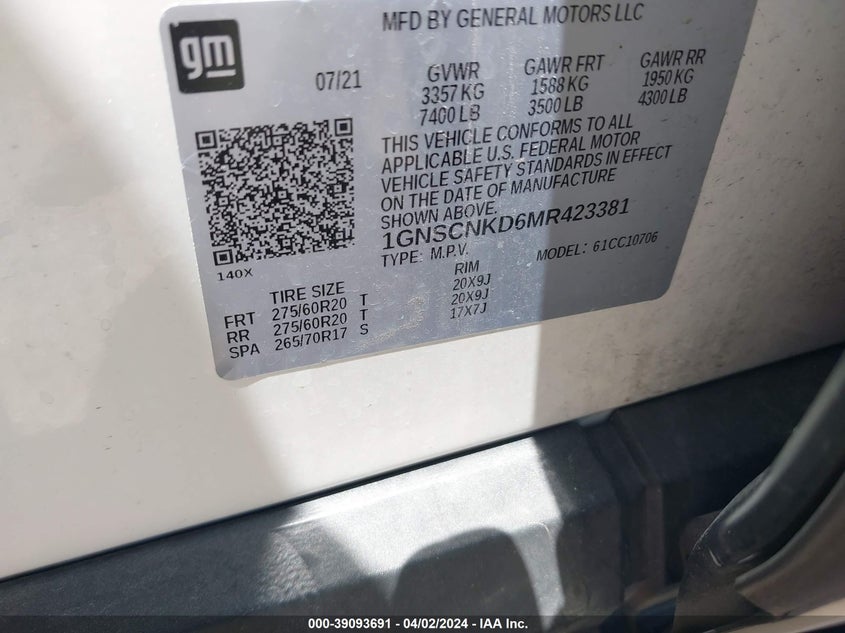 MFD BY GENERAL MOTORS LLC
gm
07/21
GVWR GAWR FRT GAWR RR
3357 KG 1588 KG 1950 KG
7400 LB 3500 LB 4300 LB
THIS VEHICLE CONFORMS TO ALL
APPLICABLE U.S. FEDERAL MOTOR
VEHICLE SAFETY STANDARDS IN EFFECT
ON THE DATE OF MANUFACTURE
SHOWN ABOVE.
1GNSCNKD6MR423381
TYPE: M.P.V. MODEL: 61CC10706
140X
TIRE SIZE RIM
FRT 275/60R20 T 20X9J
RR 275/60R20 T 20X9J
SPA 265/70R17 S 17X7J
000-39093691 - 04/02/2024 - IAA Inc.